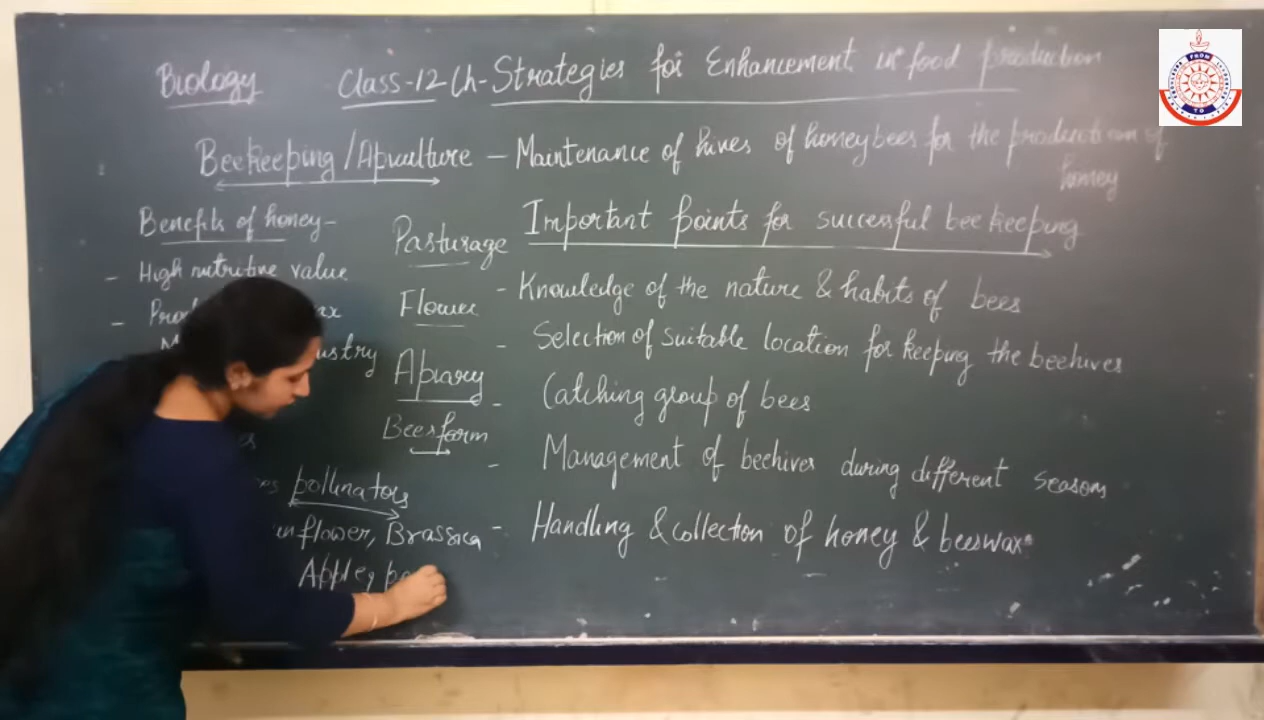 Biology Class-12 Ch-Strategies for Enhancement in food production
Beekeeping/Apiculture – Maintenance of hives of honeybees for the production of
honey
Benefits of honey–
- High nutritive value
Pasturage
Flower
Apiary
Bees farm
pollinators
flower, Brassica
Apple,
Important points for successful bee keeping
- Knowledge of the nature & habits of bees
- Selection of suitable location for keeping the beehives
- Catching group of bees
- Management of beehives during different seasons
- Handling & collection of honey & beeswax